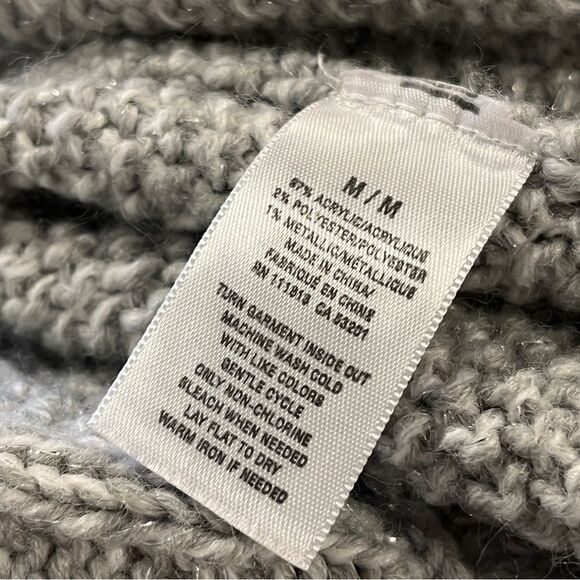 M / M
97% ACRYLIC/ACRYLIQUE
2% POLYESTER/POLYESTER
1% METALLIC/MÉTALLIQUE
MADE IN CHINA/
FABRIQUÉ EN CHINE
RN 111919 CA 53201
TURN GARMENT INSIDE OUT
MACHINE WASH COLD
WITH LIKE COLORS
GENTLE CYCLE
ONLY NON-CHLORINE
BLEACH WHEN NEEDED
LAY FLAT TO DRY
WARM IRON IF NEEDED